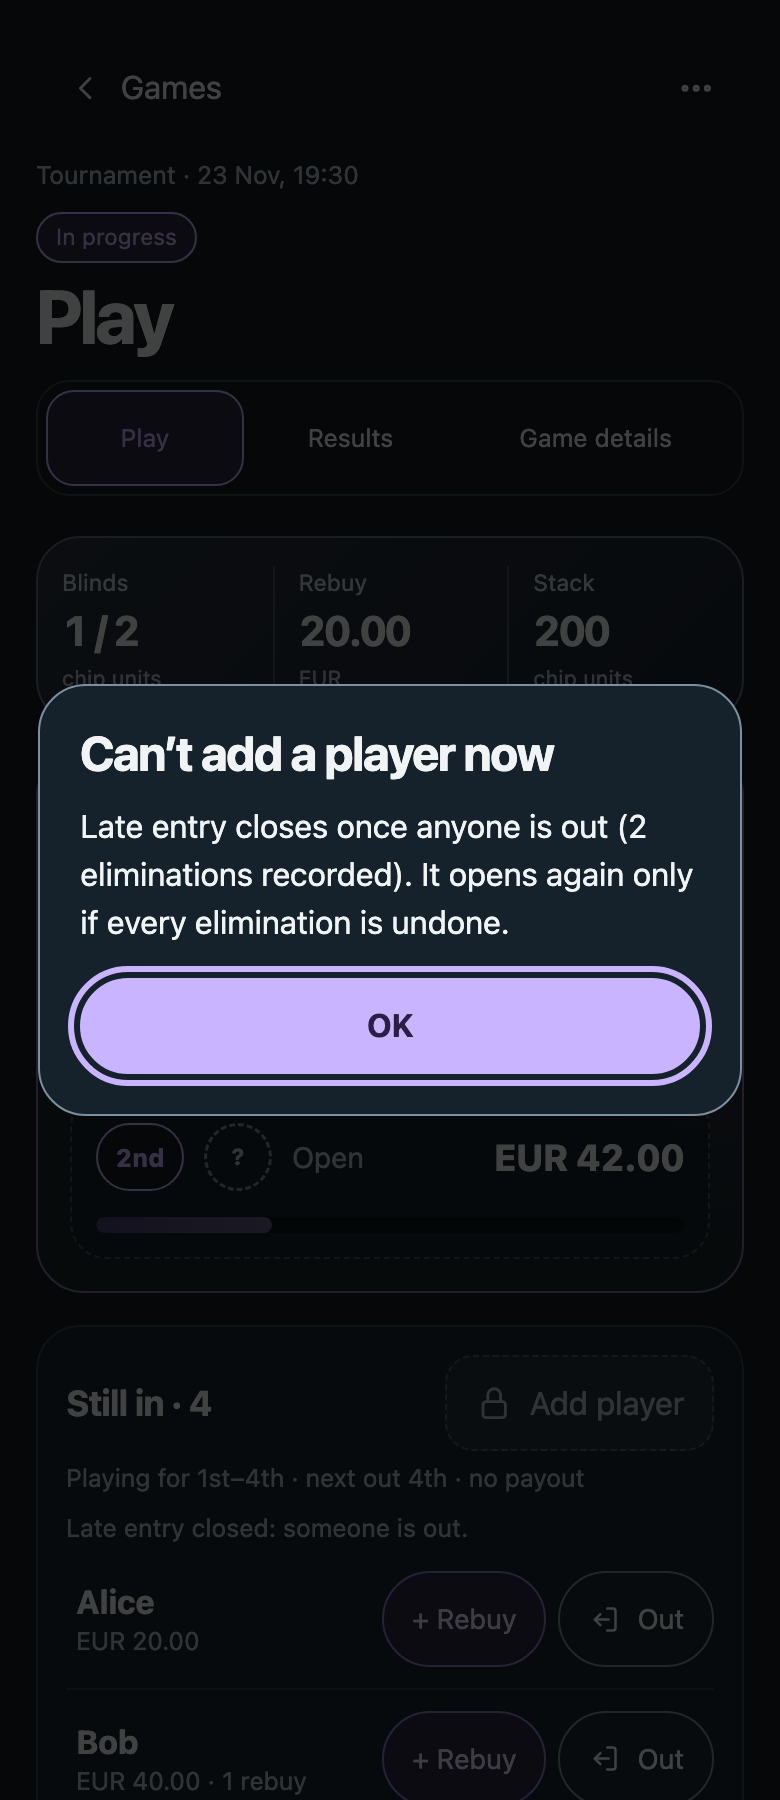 Games
Tournament · 23 Nov, 19:30
In progress
Play
Play Results Game details
Blinds Rebuy Stack
1 / 2 20.00 200
chip units EUR chip units
Can’t add a player now
Late entry closes once anyone is out (2
eliminations recorded). It opens again only
if every elimination is undone.
OK
2nd ? Open EUR 42.00
Still in · 4 Add player
Playing for 1st–4th · next out 4th · no payout
Late entry closed: someone is out.
Alice
EUR 20.00
+ Rebuy Out
Bob
EUR 40.00 · 1 rebuy
+ Rebuy Out